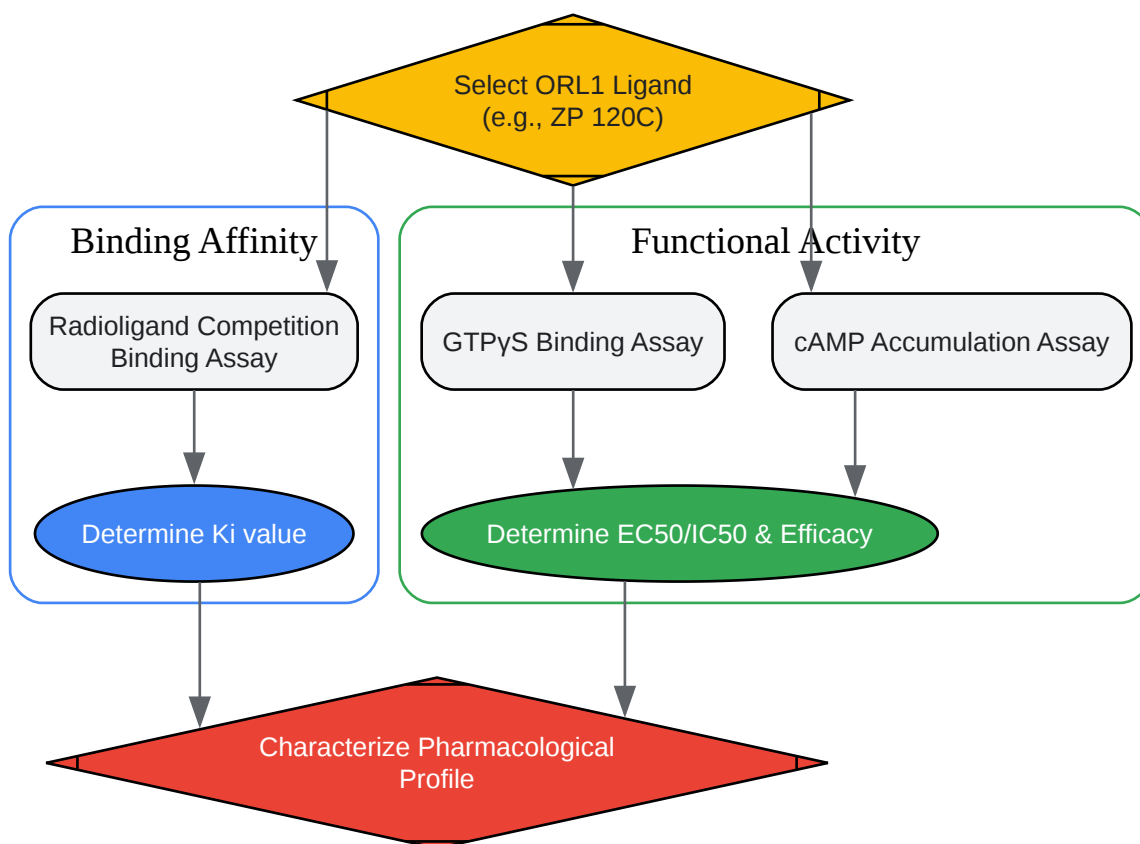 Select ORL1 Ligand
(e.g., ZP 120C)
Binding Affinity
Functional Activity
Radioligand Competition
Binding Assay
GTPγS Binding Assay
cAMP Accumulation Assay
Determine Ki value
Determine EC50/IC50 & Efficacy
Characterize Pharmacological
Profile